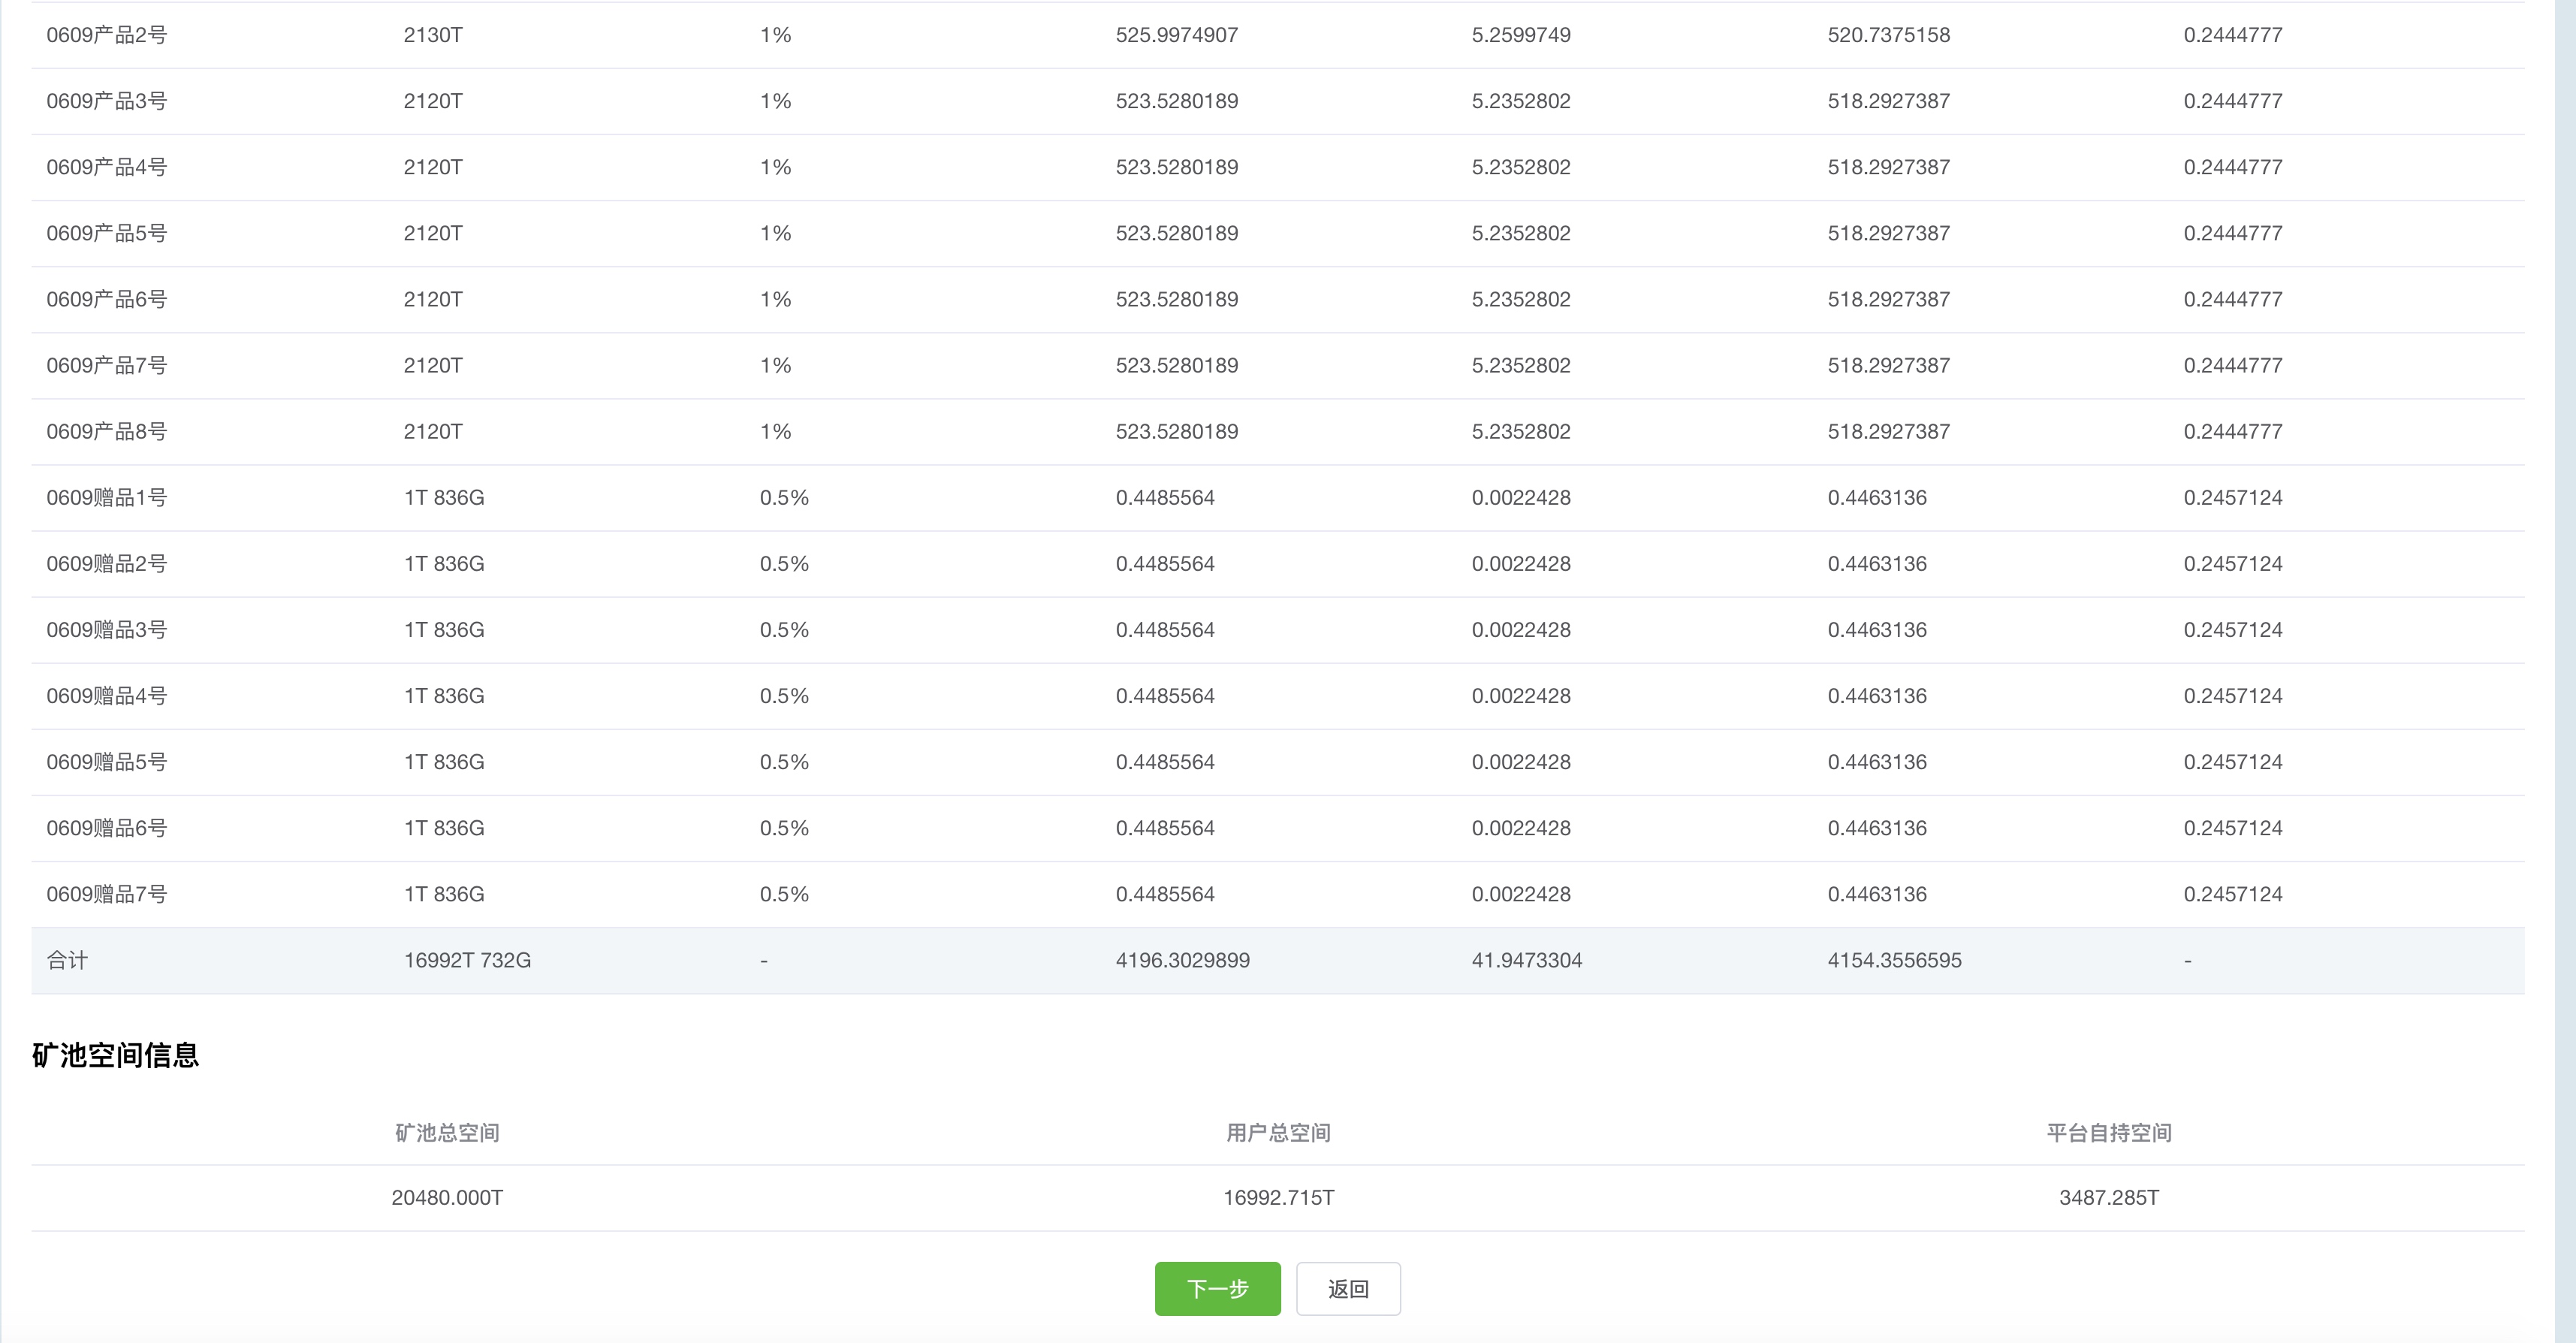 0609产品2号 2130T 1% 525.9974907 5.2599749 520.7375158 0.2444777
0609产品3号 2120T 1% 523.5280189 5.2352802 518.2927387 0.2444777
0609产品4号 2120T 1% 523.5280189 5.2352802 518.2927387 0.2444777
0609产品5号 2120T 1% 523.5280189 5.2352802 518.2927387 0.2444777
0609产品6号 2120T 1% 523.5280189 5.2352802 518.2927387 0.2444777
0609产品7号 2120T 1% 523.5280189 5.2352802 518.2927387 0.2444777
0609产品8号 2120T 1% 523.5280189 5.2352802 518.2927387 0.2444777
0609赠品1号 1T 836G 0.5% 0.4485564 0.0022428 0.4463136 0.2457124
0609赠品2号 1T 836G 0.5% 0.4485564 0.0022428 0.4463136 0.2457124
0609赠品3号 1T 836G 0.5% 0.4485564 0.0022428 0.4463136 0.2457124
0609赠品4号 1T 836G 0.5% 0.4485564 0.0022428 0.4463136 0.2457124
0609赠品5号 1T 836G 0.5% 0.4485564 0.0022428 0.4463136 0.2457124
0609赠品6号 1T 836G 0.5% 0.4485564 0.0022428 0.4463136 0.2457124
0609赠品7号 1T 836G 0.5% 0.4485564 0.0022428 0.4463136 0.2457124
合计 16992T 732G - 4196.3029899 41.9473304 4154.3556595 -
矿池空间信息
矿池总空间 用户总空间 平台自持空间
20480.000T 16992.715T 3487.285T
下一步 返回